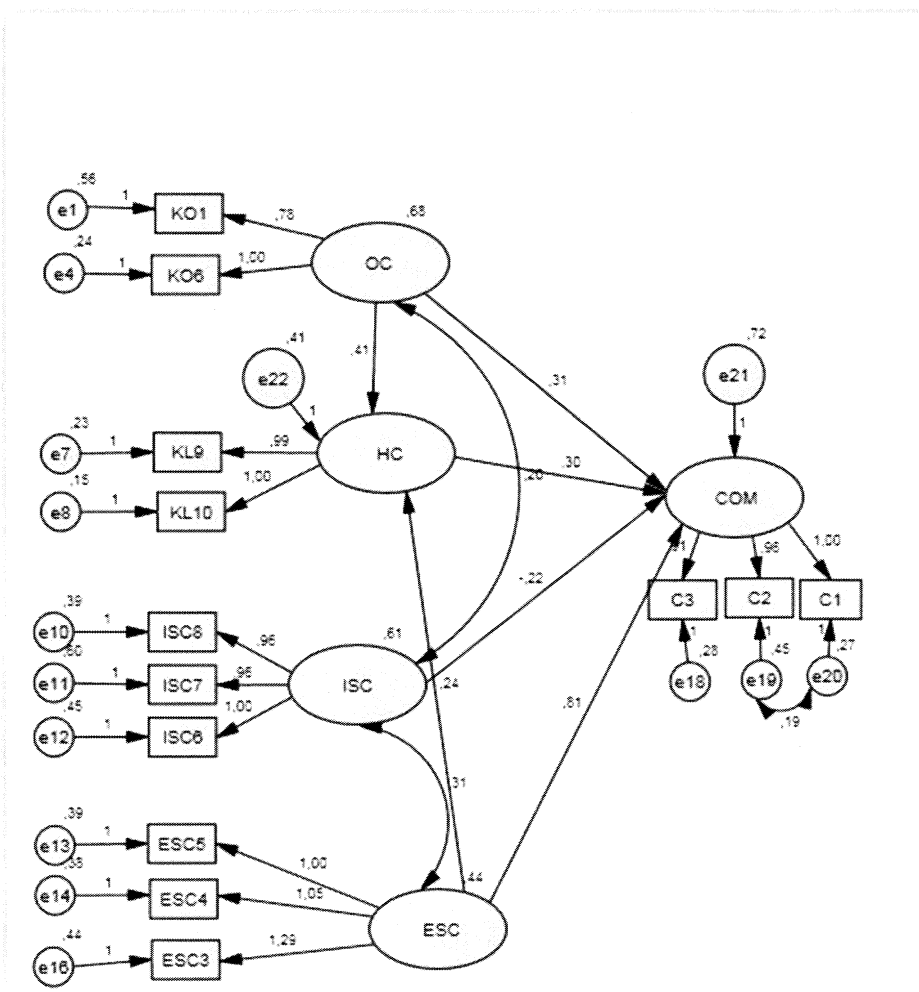 ,56
1
e1
KO1
,78
,68
,24
1
e4
KO6
1,00
OC
,41
,41
e22
1
,31
,72
e21
1
,23
1
e7
KL9
,99
HC
,30
,20
,15
1
e8
KL10
1,00
COM
,91
,96
1,00
-,22
C3
C2
C1
1
1
1
,28
,45
,27
e18
e19
e20
,19
,39
1
e10
ISC8
,96
,61
1
e11
ISC7
,96
ISC
,24
,45
1
e12
ISC6
1,00
,81
,31
,39
1
e13
ESC5
1,00
1
e14
ESC4
1,05
,44
ESC
,44
1
e16
ESC3
1,29